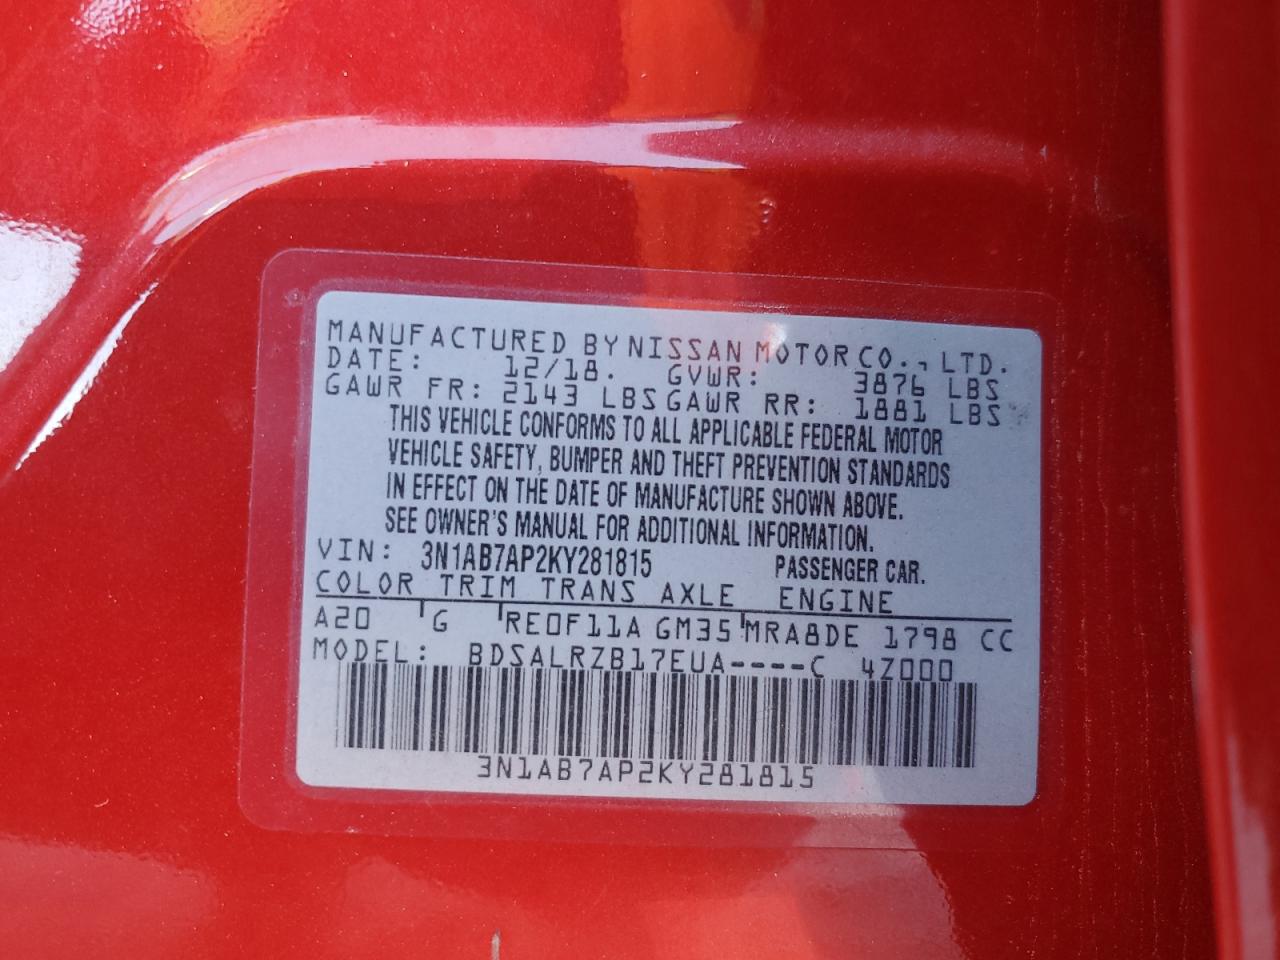 MANUFACTURED BY NISSAN MOTOR CO., LTD.
DATE: 12/18. GVWR: 3876 LBS
GAWR FR: 2143 LBS GAWR RR: 1881 LBS
THIS VEHICLE CONFORMS TO ALL APPLICABLE FEDERAL MOTOR
VEHICLE SAFETY, BUMPER AND THEFT PREVENTION STANDARDS
IN EFFECT ON THE DATE OF MANUFACTURE SHOWN ABOVE.
SEE OWNER'S MANUAL FOR ADDITIONAL INFORMATION.
VIN: 3N1AB7AP2KY281815 PASSENGER CAR.
COLOR TRIM TRANS AXLE ENGINE
A20 G RE0F11A GM35 MRA8DE 1798 CC
MODEL: BDSALRZB17EUA----C 4Z000
3N1AB7AP2KY281815